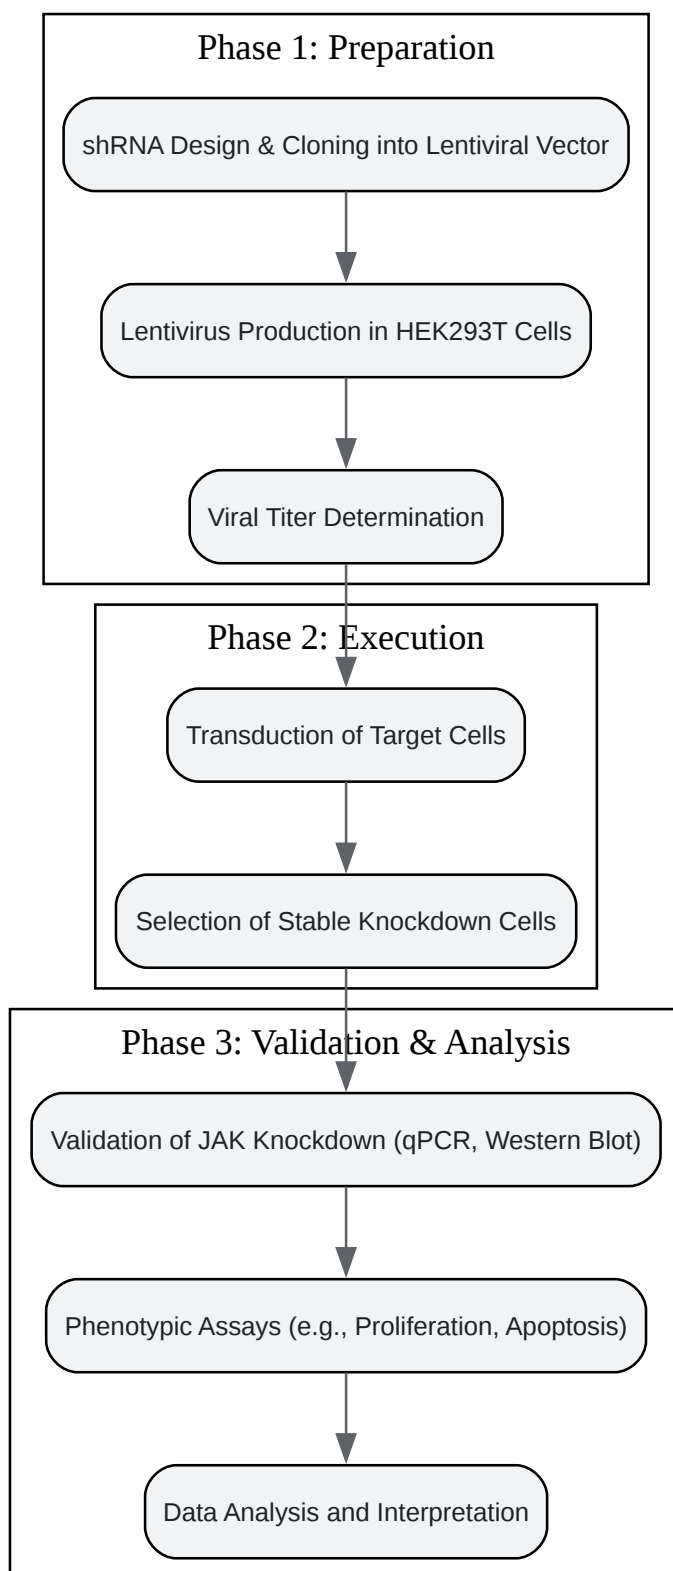 Phase 1: Preparation
shRNA Design & Cloning into Lentiviral Vector
Lentivirus Production in HEK293T Cells
Viral Titer Determination
Phase 2: Execution
Transduction of Target Cells
Selection of Stable Knockdown Cells
Phase 3: Validation & Analysis
Validation of JAK Knockdown (qPCR, Western Blot)
Phenotypic Assays (e.g., Proliferation, Apoptosis)
Data Analysis and Interpretation